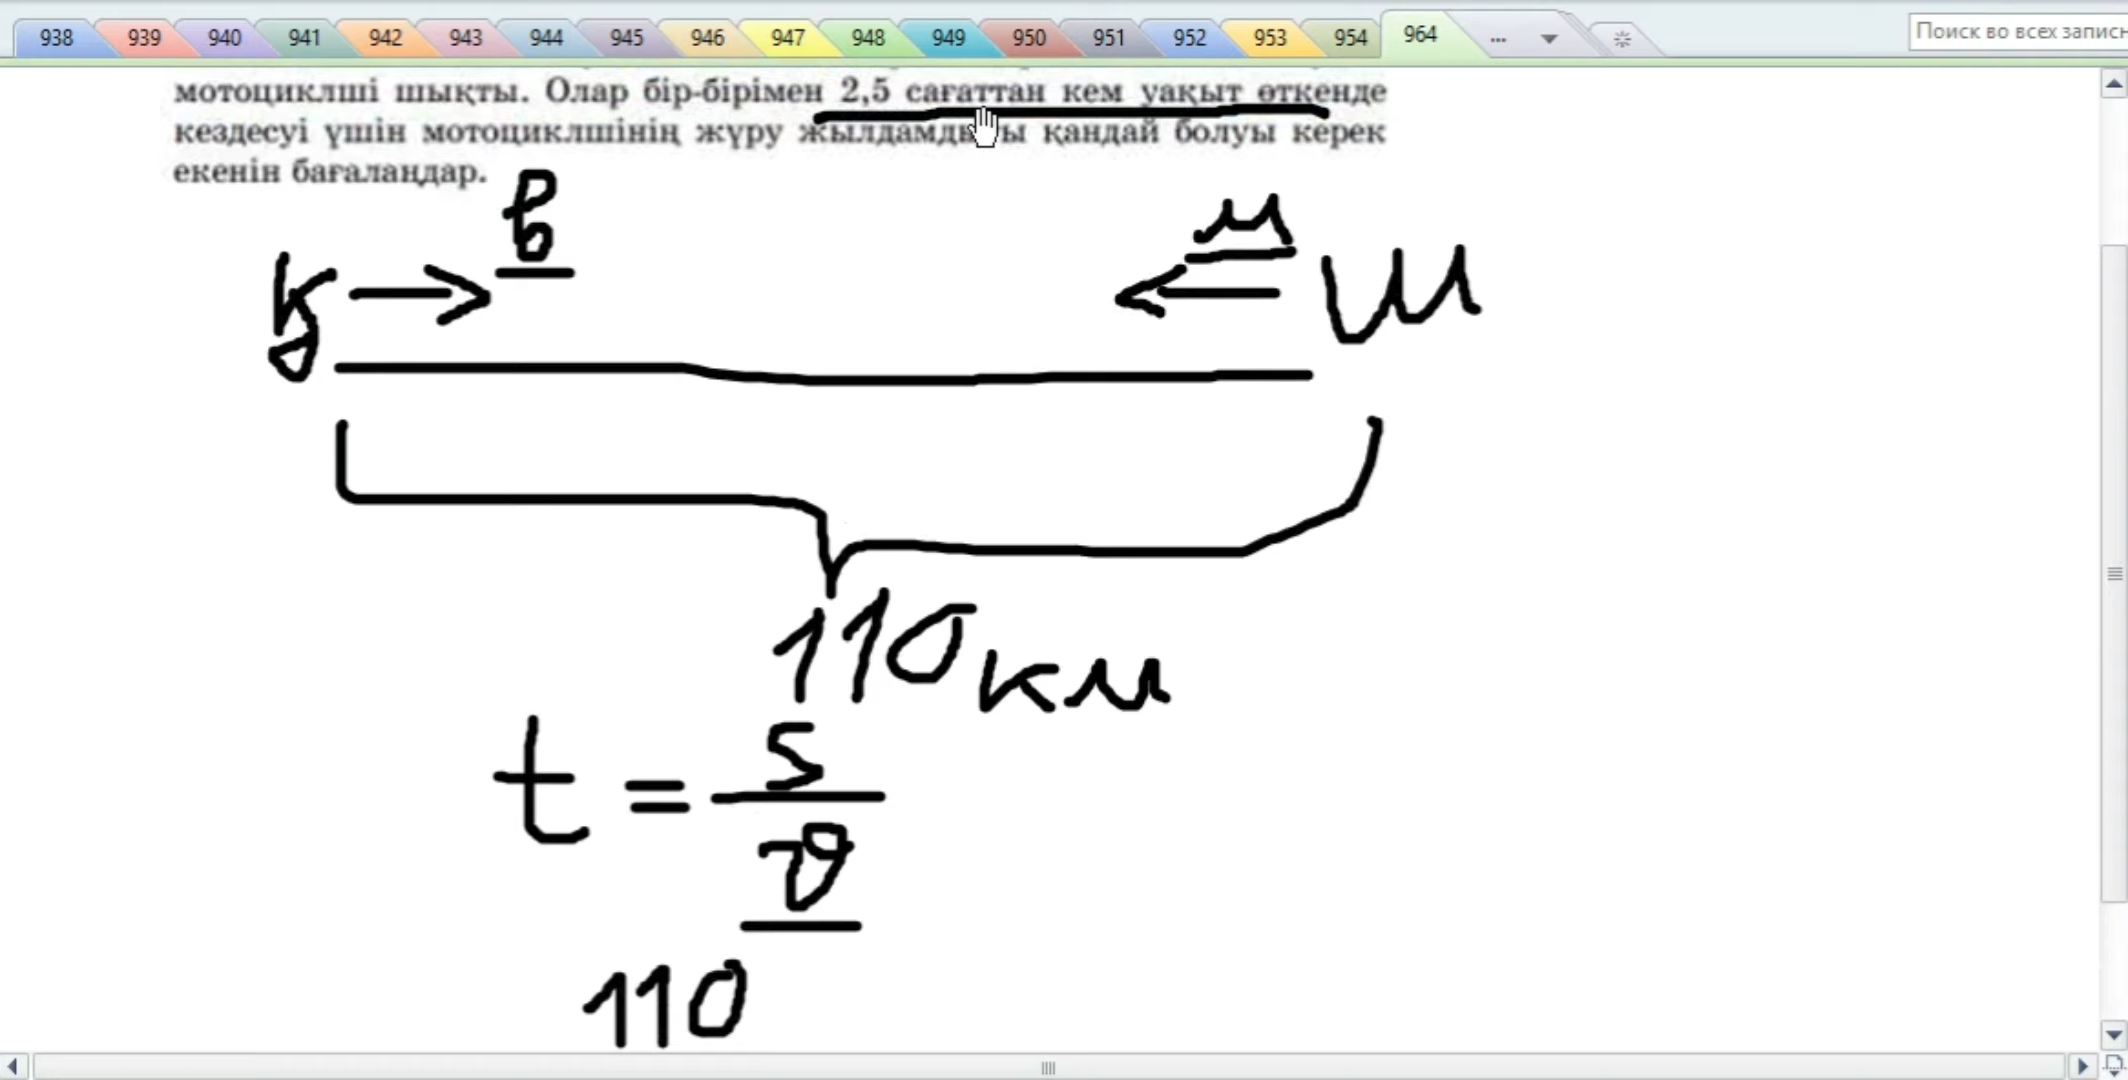 938 939 940 941 942 943 944 945 946 947 948 949 950 951 952 953 954 964 ...
Поиск во всех запис
мотоциклші шықты. Олар бір-бірімен 2,5 сағаттан кем уақыт өткенде
кездесуі үшін мотоциклшінің жүру жылдамдығы қандай болуы керек
екенін бағалаңдар.
в
м
Қ
Ш
110 км
t = s
v
110